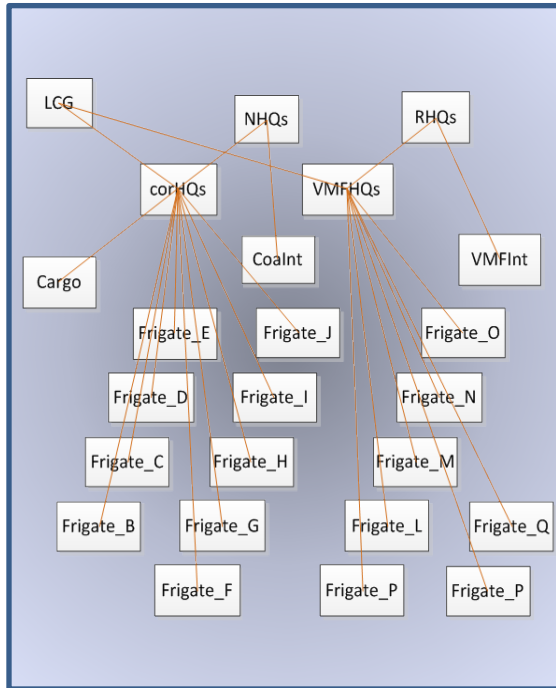 LCG
NHQs
RHQs
corHQs
VMFHQs
Cargo
CoaInt
VMFInt
Frigate_E
Frigate_J
Frigate_O
Frigate_D
Frigate_I
Frigate_N
Frigate_C
Frigate_H
Frigate_M
Frigate_B
Frigate_G
Frigate_L
Frigate_Q
Frigate_F
Frigate_P
Frigate_P